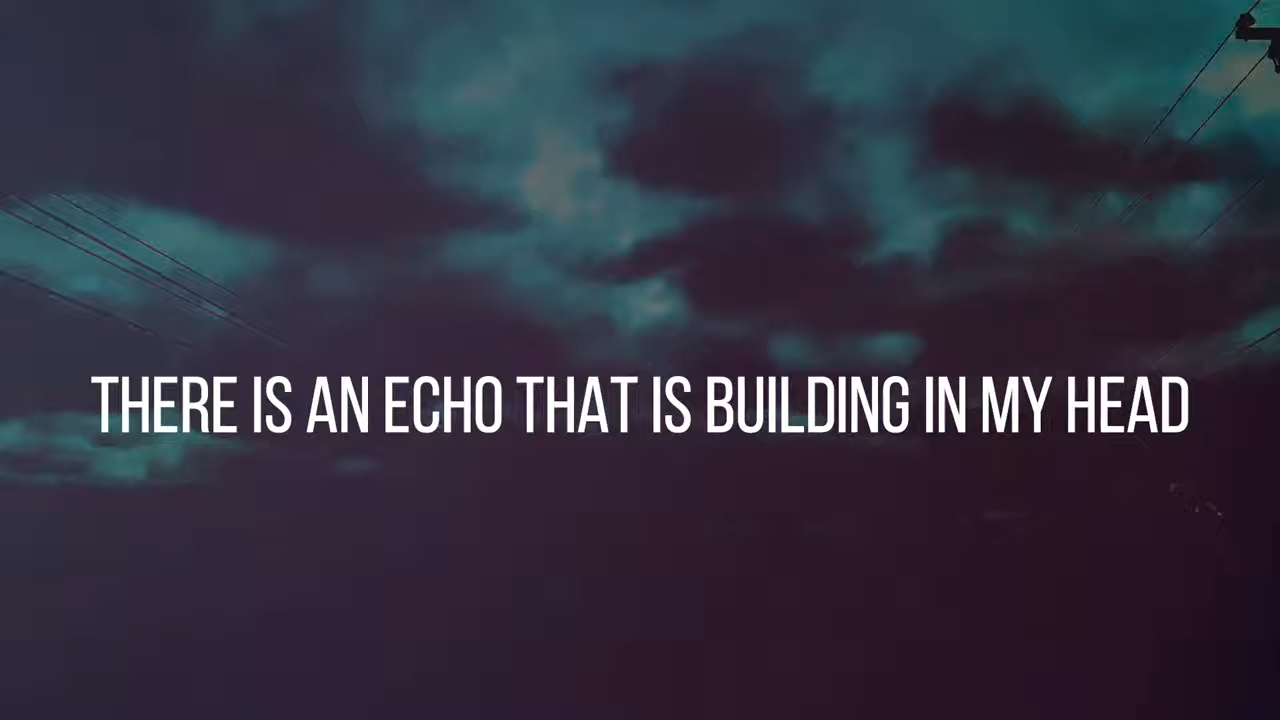 THERE IS AN ECHO THAT IS BUILDING IN MY HEAD